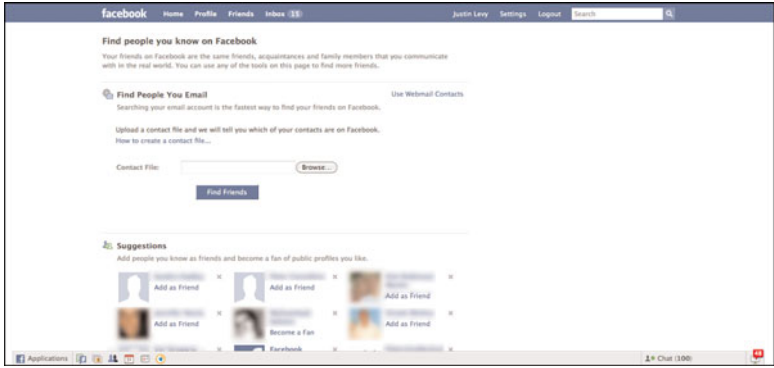 facebook Home Profile Friends Inbox 15 Justin Levy Settings Logout Search
Find people you know on Facebook
Your friends on Facebook are the same friends, acquaintances and family members that you communicate
with in the real world. You can use any of the tools on this page to find more friends.
Find People You Email Use Webmail Contacts
Searching your email account is the fastest way to find your friends on Facebook.
Upload a contact file and we will tell you which of your contacts are on Facebook.
How to create a contact file...
Contact File: Browse...
Find Friends
Suggestions
Add people you know as friends and become a fan of public profiles you like.
Add as Friend Add as Friend Add as Friend
Add as Friend Become a Fan Add as Friend
Facebook
Applications Chat (100) 48